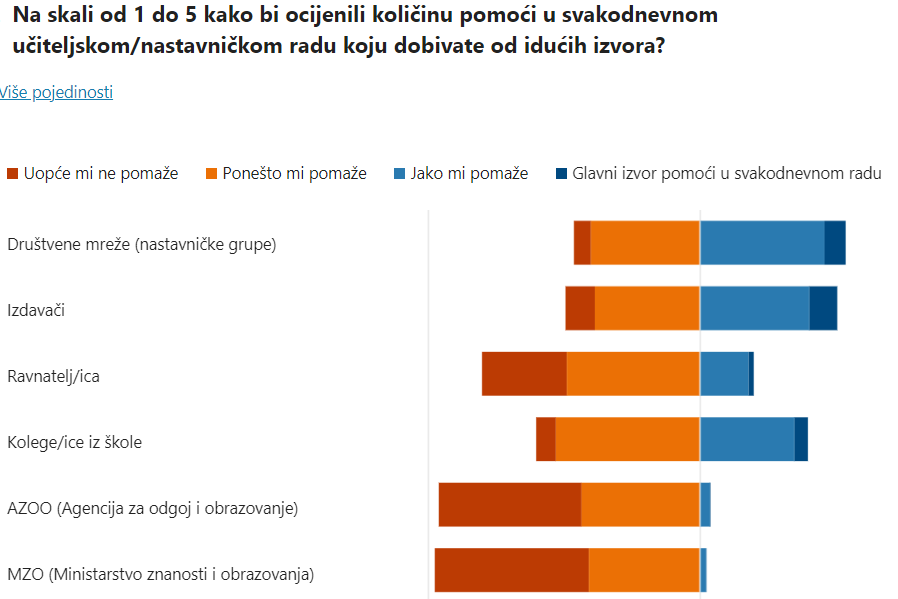 Na skali od 1 do 5 kako bi ocijenili količinu pomoći u svakodnevnom
učiteljskom/nastavničkom radu koju dobivate od idućih izvora?
Više pojedinosti
Uopće mi ne pomaže Ponešto mi pomaže Jako mi pomaže Glavni izvor pomoći u svakodnevnom radu
Društvene mreže (nastavničke grupe)
Izdavači
Ravnatelj/ica
Kolege/ice iz škole
AZOO (Agencija za odgoj i obrazovanje)
MZO (Ministarstvo znanosti i obrazovanja)